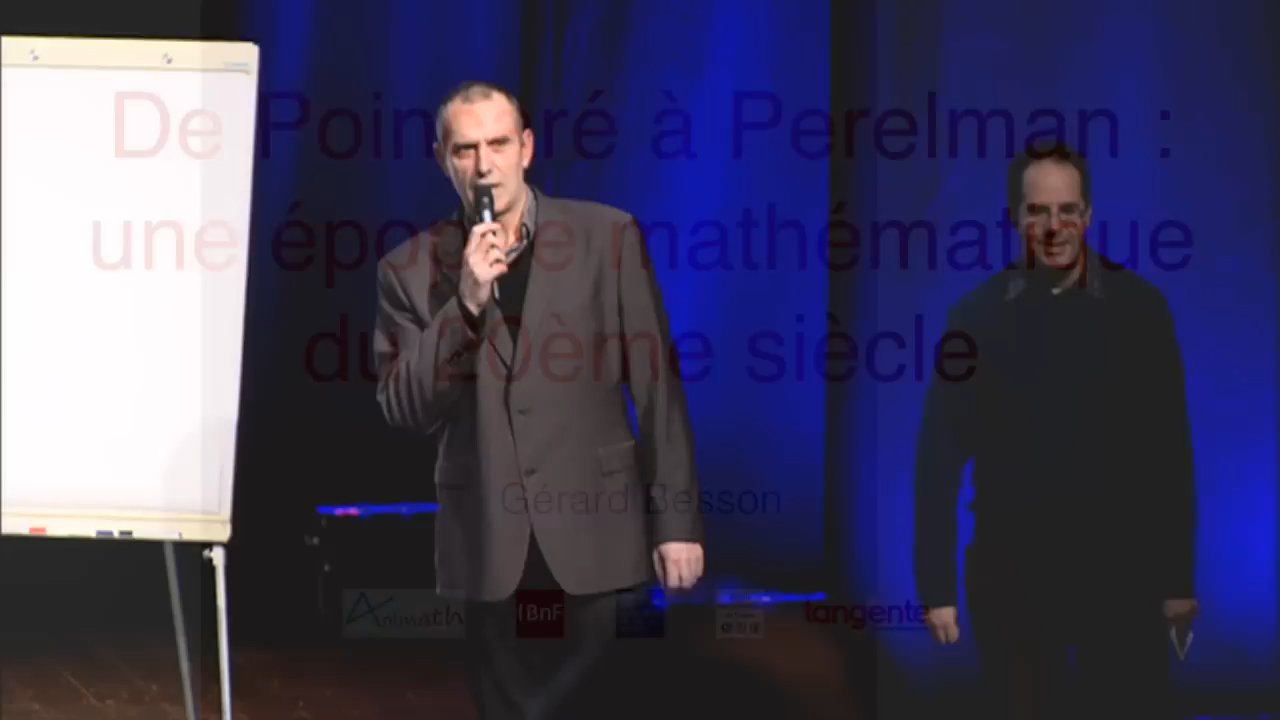 De Poincaré à Perelman :
une épopée mathématique
du 20ème siècle
Gérard Besson
Animath
BnF
tangente